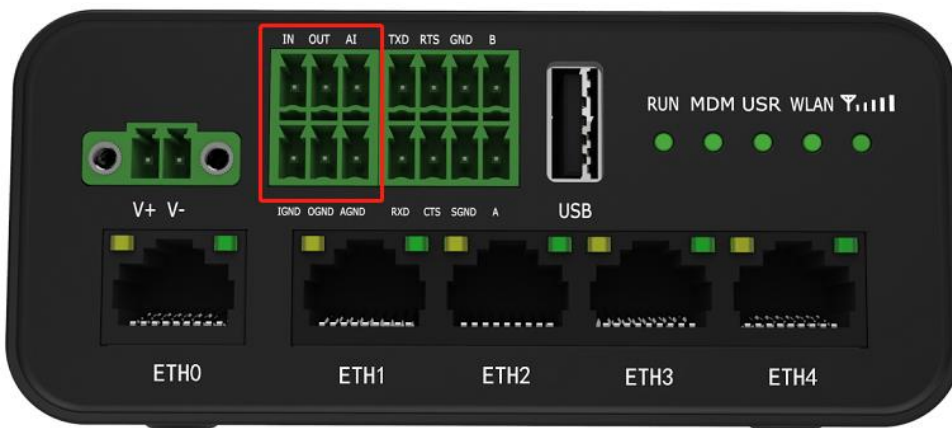 IN OUT AI TXD RTS GND B
RUN MDM USR WLAN
V+ V-
IGND OGND AGND RXD CTS SGND A
USB
ETH0
ETH1
ETH2
ETH3
ETH4